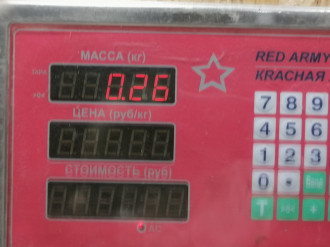 МАССА (кг)
0.26
RED ARMY
КРАСНАЯ
ЦЕНА (руб/кг)
СТОИМОСТЬ (руб)
7 8 9
4 5 6
1 2 3
0
T